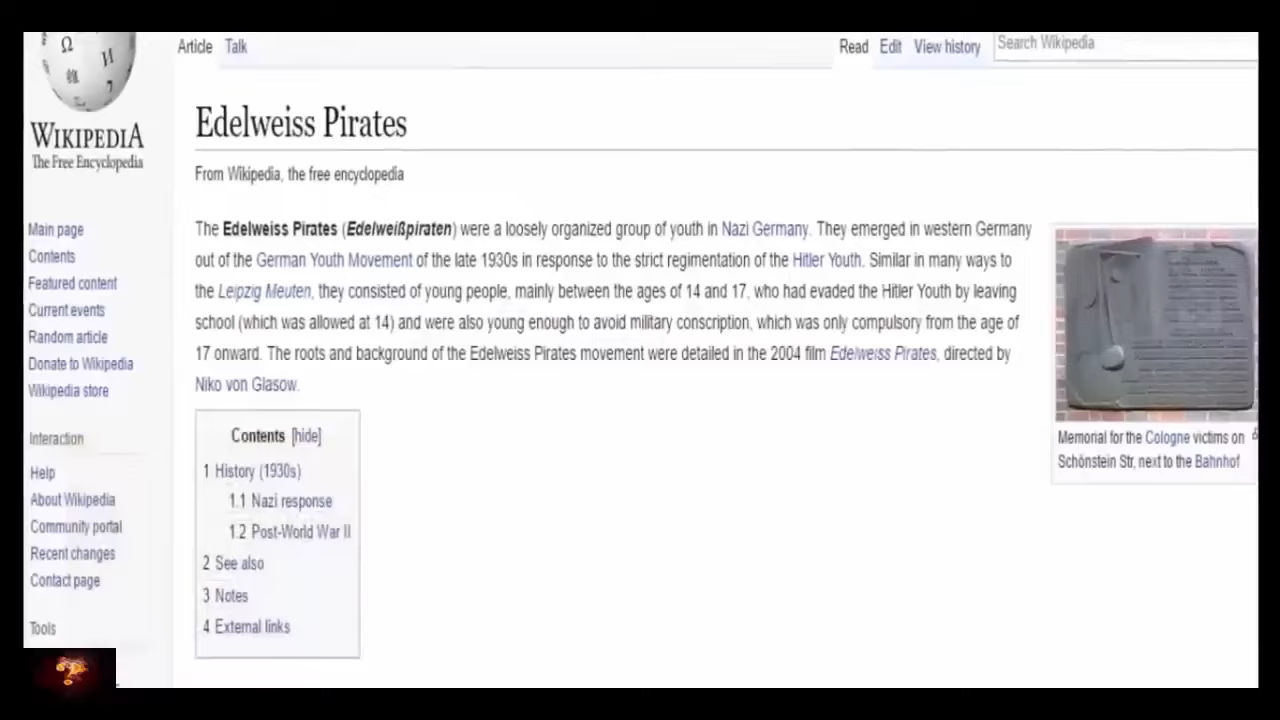 Article Talk Read Edit View history Search Wikipedia
WIKIPEDIA
The Free Encyclopedia
Main page
Contents
Featured content
Current events
Random article
Donate to Wikipedia
Wikipedia store
Interaction
Help
About Wikipedia
Community portal
Recent changes
Contact page
Tools
Edelweiss Pirates
From Wikipedia, the free encyclopedia
The Edelweiss Pirates (Edelweißpiraten) were a loosely organized group of youth in Nazi Germany. They emerged in western Germany
out of the German Youth Movement of the late 1930s in response to the strict regimentation of the Hitler Youth. Similar in many ways to
the Leipzig Meuten, they consisted of young people, mainly between the ages of 14 and 17, who had evaded the Hitler Youth by leaving
school (which was allowed at 14) and were also young enough to avoid military conscription, which was only compulsory from the age of
17 onward. The roots and background of the Edelweiss Pirates movement were detailed in the 2004 film Edelweiss Pirates, directed by
Niko von Glasow.
Contents [hide]
1 History (1930s)
1.1 Nazi response
1.2 Post-World War II
2 See also
3 Notes
4 External links
Memorial for the Cologne victims on
Schönstein Str, next to the Bahnhof